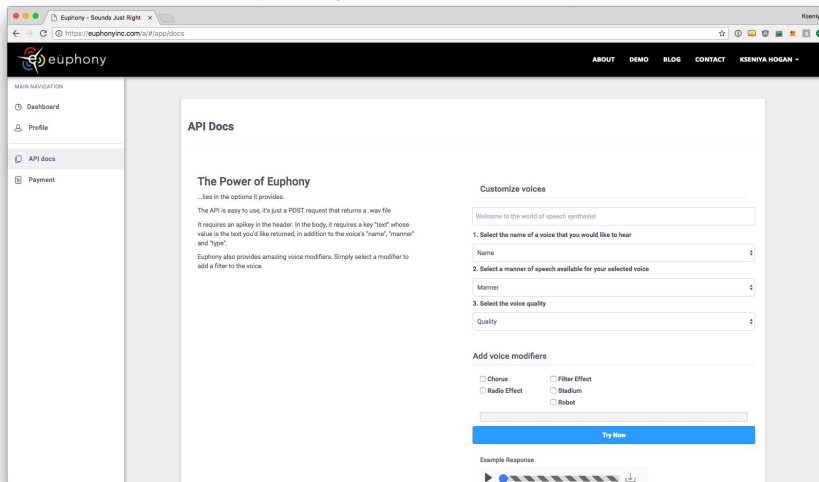 Euphony - Sounds Just Right
Kseniy
https://euphonyinc.com/a/#/app/docs
euphony
ABOUT DEMO BLOG CONTACT KSENIYA HOGAN
MAIN NAVIGATION
Dashboard
Profile
API docs
Payment
API Docs
The Power of Euphony
...lies in the options it provides.
The API is easy to use, it's just a POST request that returns a .wav file
It requires an apikey in the header. In the body, it requires a key "text" whose
value is the text you'd like returned, in addition to the voice's "name", "manner"
and "type".
Euphony also provides amazing voice modifiers. Simply select a modifier to
add a filter to the voice.
Customize voices
Welcome to the world of speech synthesis!
1. Select the name of a voice that you would like to hear
Name
2. Select a manner of speech available for your selected voice
Manner
3. Select the voice quality
Quality
Add voice modifiers
Chorus Filter Effect
Radio Effect Stadium
Robot
Try Now
Example Response